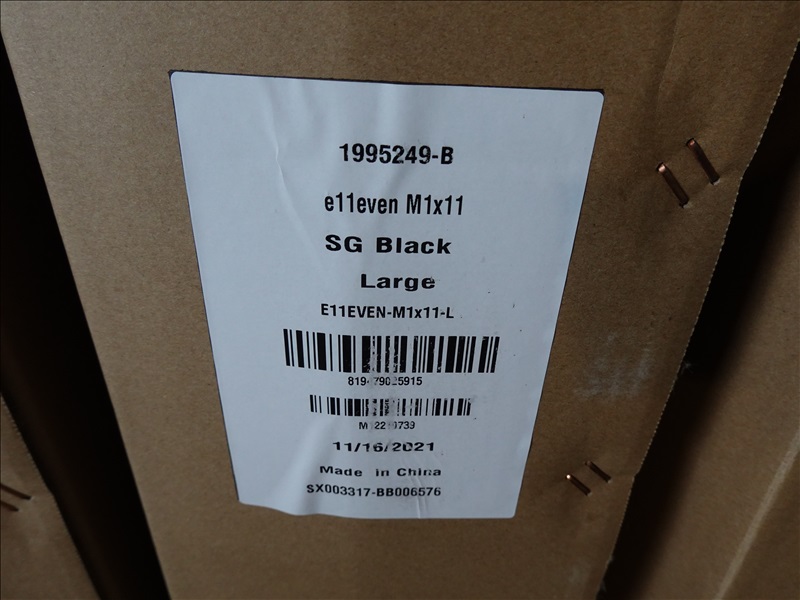 1995249-B
e11even M1x11
SG Black
Large
E11EVEN-M1x11-L
11/16/2021
Made in China
SX003317-BB006576